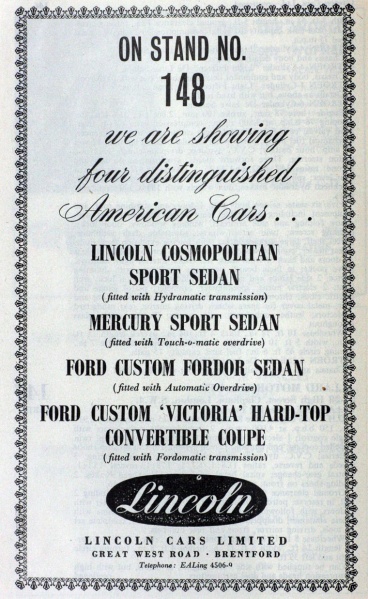 ON STAND NO.
148
we are showing
four distinguished
American Cars...
LINCOLN COSMOPOLITAN
SPORT SEDAN
(fitted with Hydramatic transmission)
MERCURY SPORT SEDAN
(fitted with Touch-o-matic overdrive)
FORD CUSTOM FORDOR SEDAN
(fitted with Automatic Overdrive)
FORD CUSTOM ‘VICTORIA’ HARD-TOP
CONVERTIBLE COUPE
(fitted with Fordomatic transmission)
Lincoln
LINCOLN CARS LIMITED
GREAT WEST ROAD · BRENTFORD
Telephone: EALing 4506-9